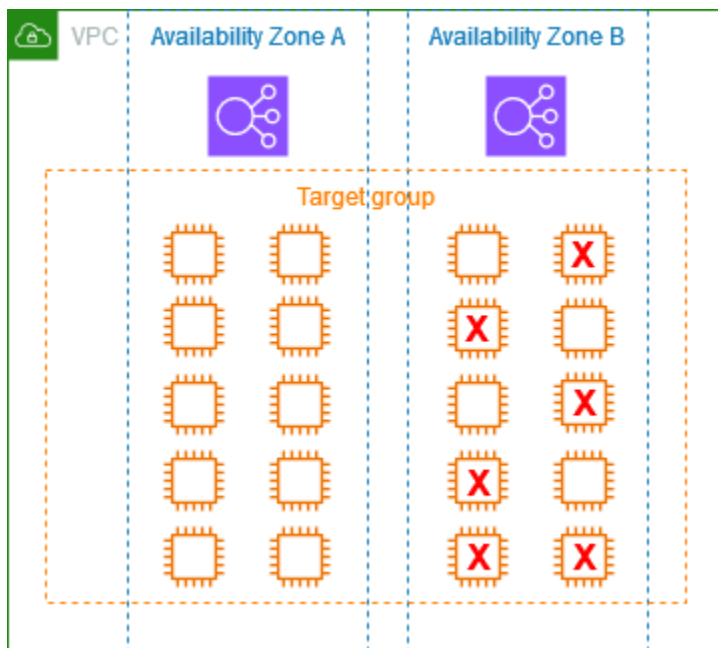 VPC
Availability Zone A
Availability Zone B
Target group
X
X
X
X
X
X